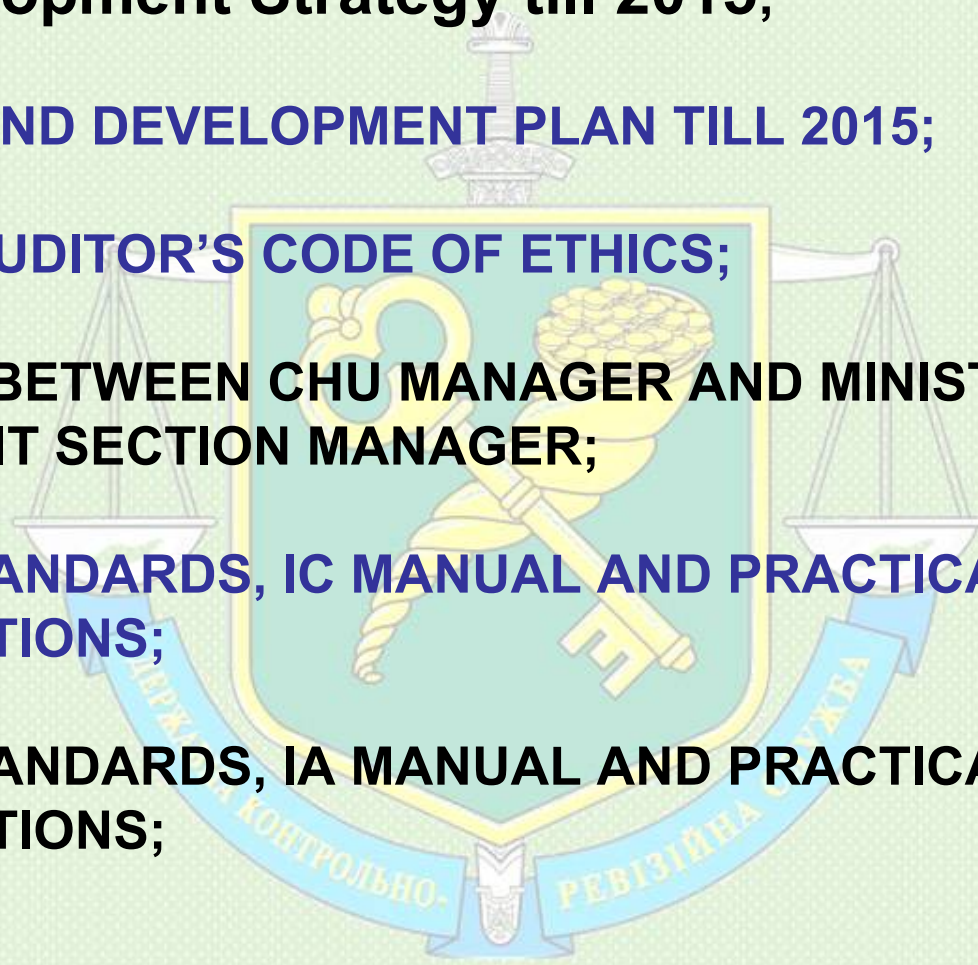 opment Strategy till 2015;
ND DEVELOPMENT PLAN TILL 2015;
UDITOR’S CODE OF ETHICS;
BETWEEN CHU MANAGER AND MINIST
IT SECTION MANAGER;
ANDARDS, IC MANUAL AND PRACTICA
TIONS;
ANDARDS, IA MANUAL AND PRACTICA
TIONS;
ДЕРЖАВНА КОНТРОЛЬНО-РЕВІЗІЙНА СЛУЖБА